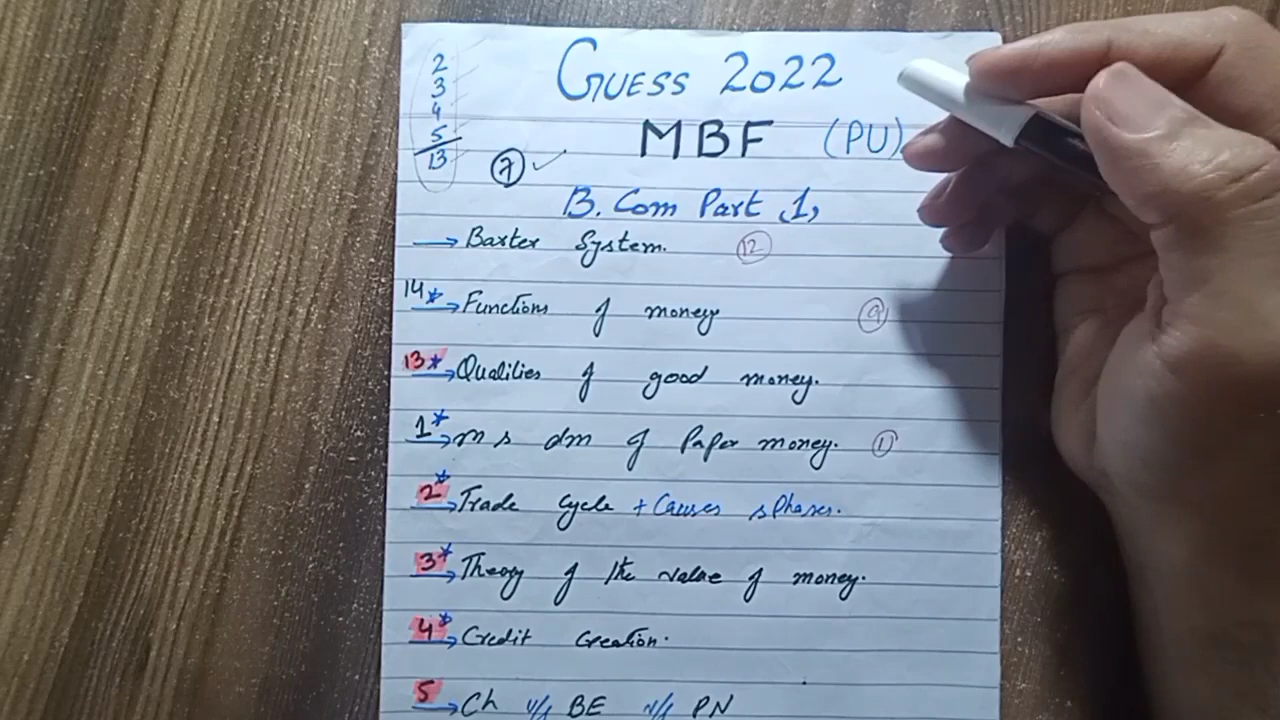 2
3
4
5
13
GUESS 2022
MBF (PU)
7
B. Com Part 1,
→ Barter System. 12
14* → Functions of money 9
13* → Qualities of good money.
1* → m s dm of Paper money. 11
2* → Trade cycle + Causes s Phases.
3* → Theory of the value of money.
4* → Credit Creation.
5 → Ch v/s BE v/s PN